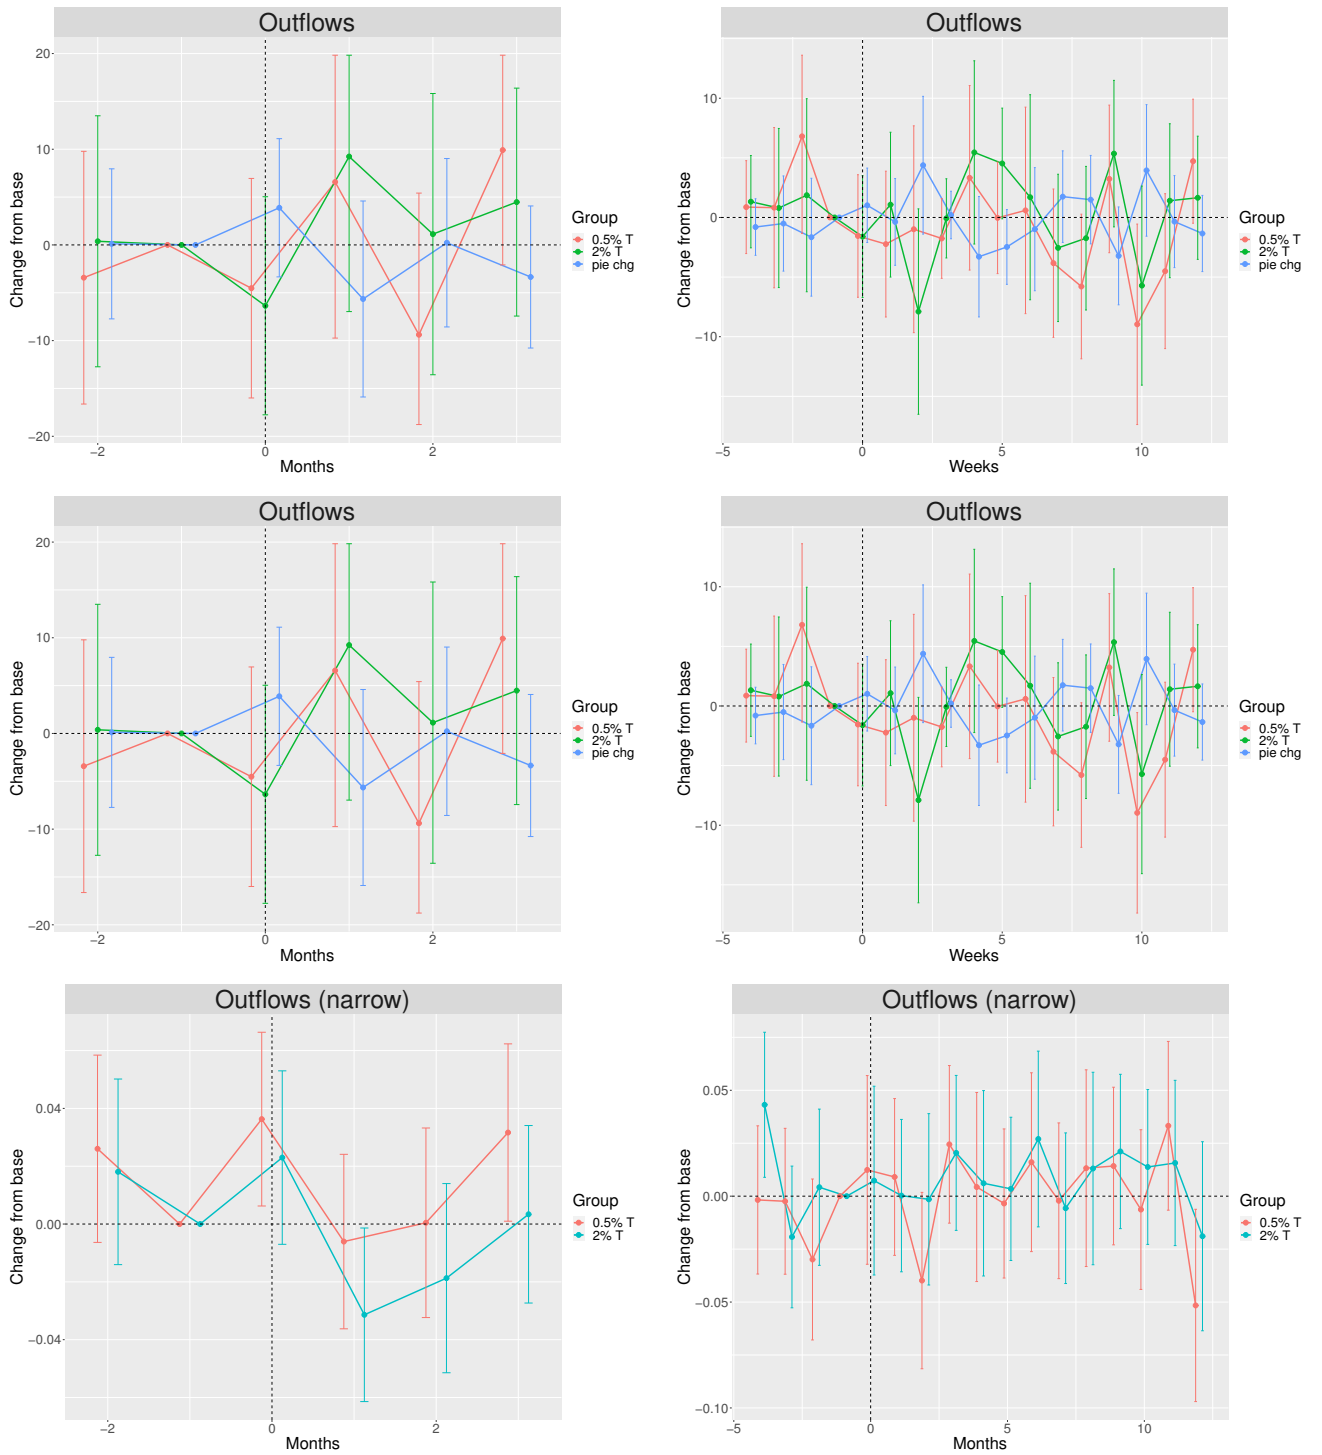 Outflows
Change from base
20
10
0
−10
−20
−2
0
2
Months
Group
0.5% T
2% T
pie chg
Outflows
Change from base
10
0
−10
−5
0
5
10
Weeks
Group
0.5% T
2% T
pie chg
Outflows
Change from base
20
10
0
−10
−20
−2
0
2
Months
Group
0.5% T
2% T
pie chg
Outflows
Change from base
10
0
−10
−5
0
5
10
Weeks
Group
0.5% T
2% T
pie chg
Outflows (narrow)
Change from base
0.04
0.00
−0.04
−2
0
2
Months
Group
0.5% T
2% T
Outflows (narrow)
Change from base
0.05
0.00
−0.05
−0.10
−5
0
5
10
Months
Group
0.5% T
2% T